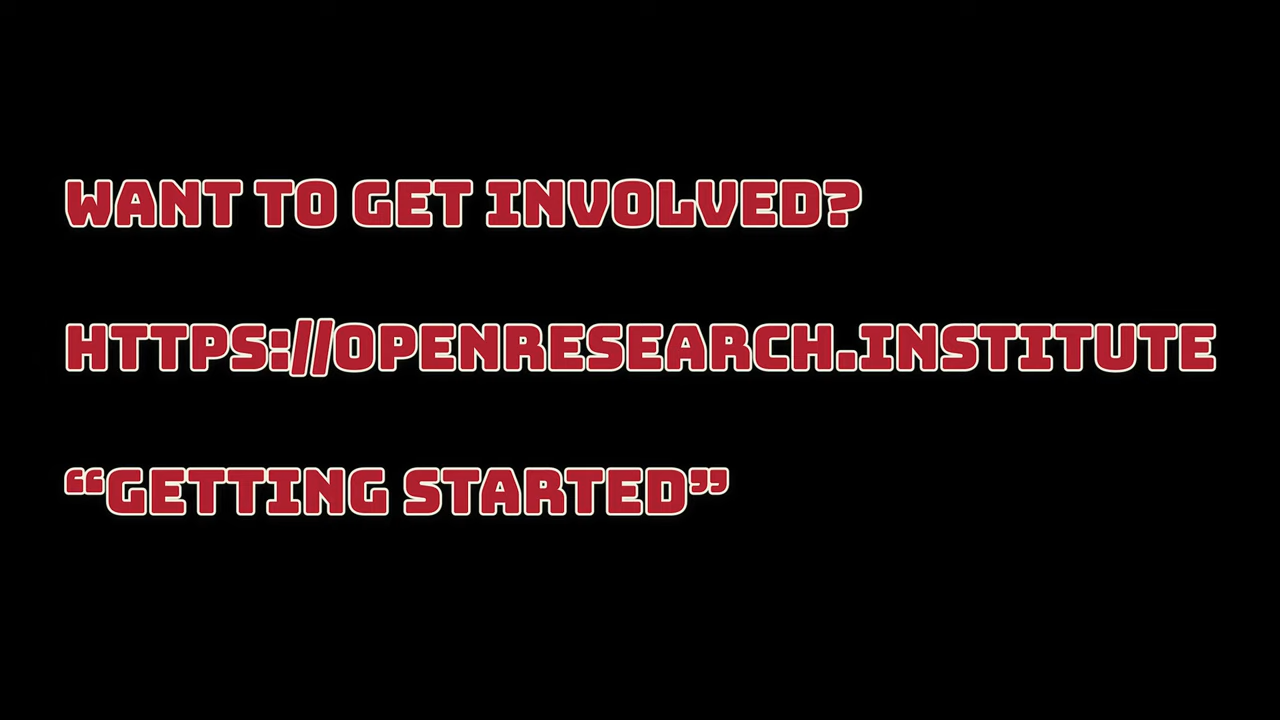 WANT TO GET INVOLVED?
HTTPS://OPENRESEARCH.INSTITUTE
“GETTING STARTED”